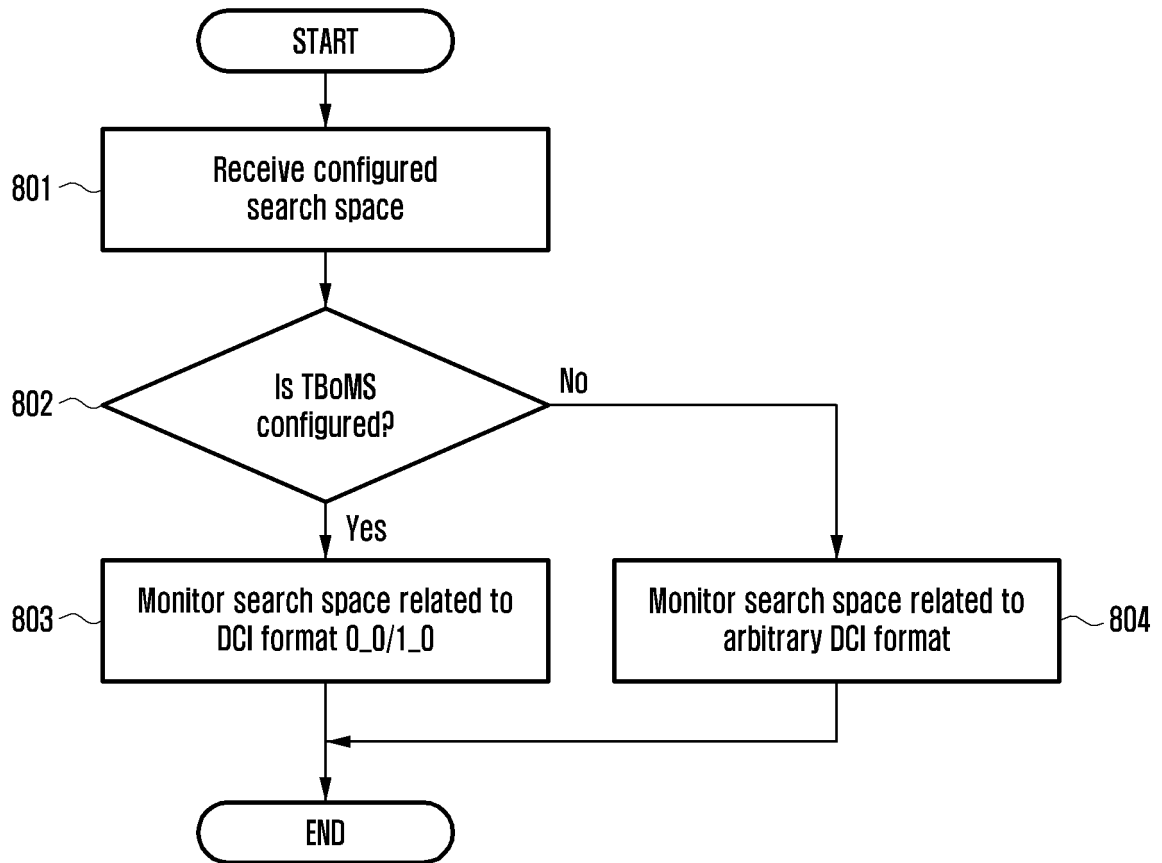 START
801
Receive configured
search space
802
Is TBoMS
configured?
No
Yes
803
Monitor search space related to
DCI format 0_0/1_0
Monitor search space related to
arbitrary DCI format
804
END